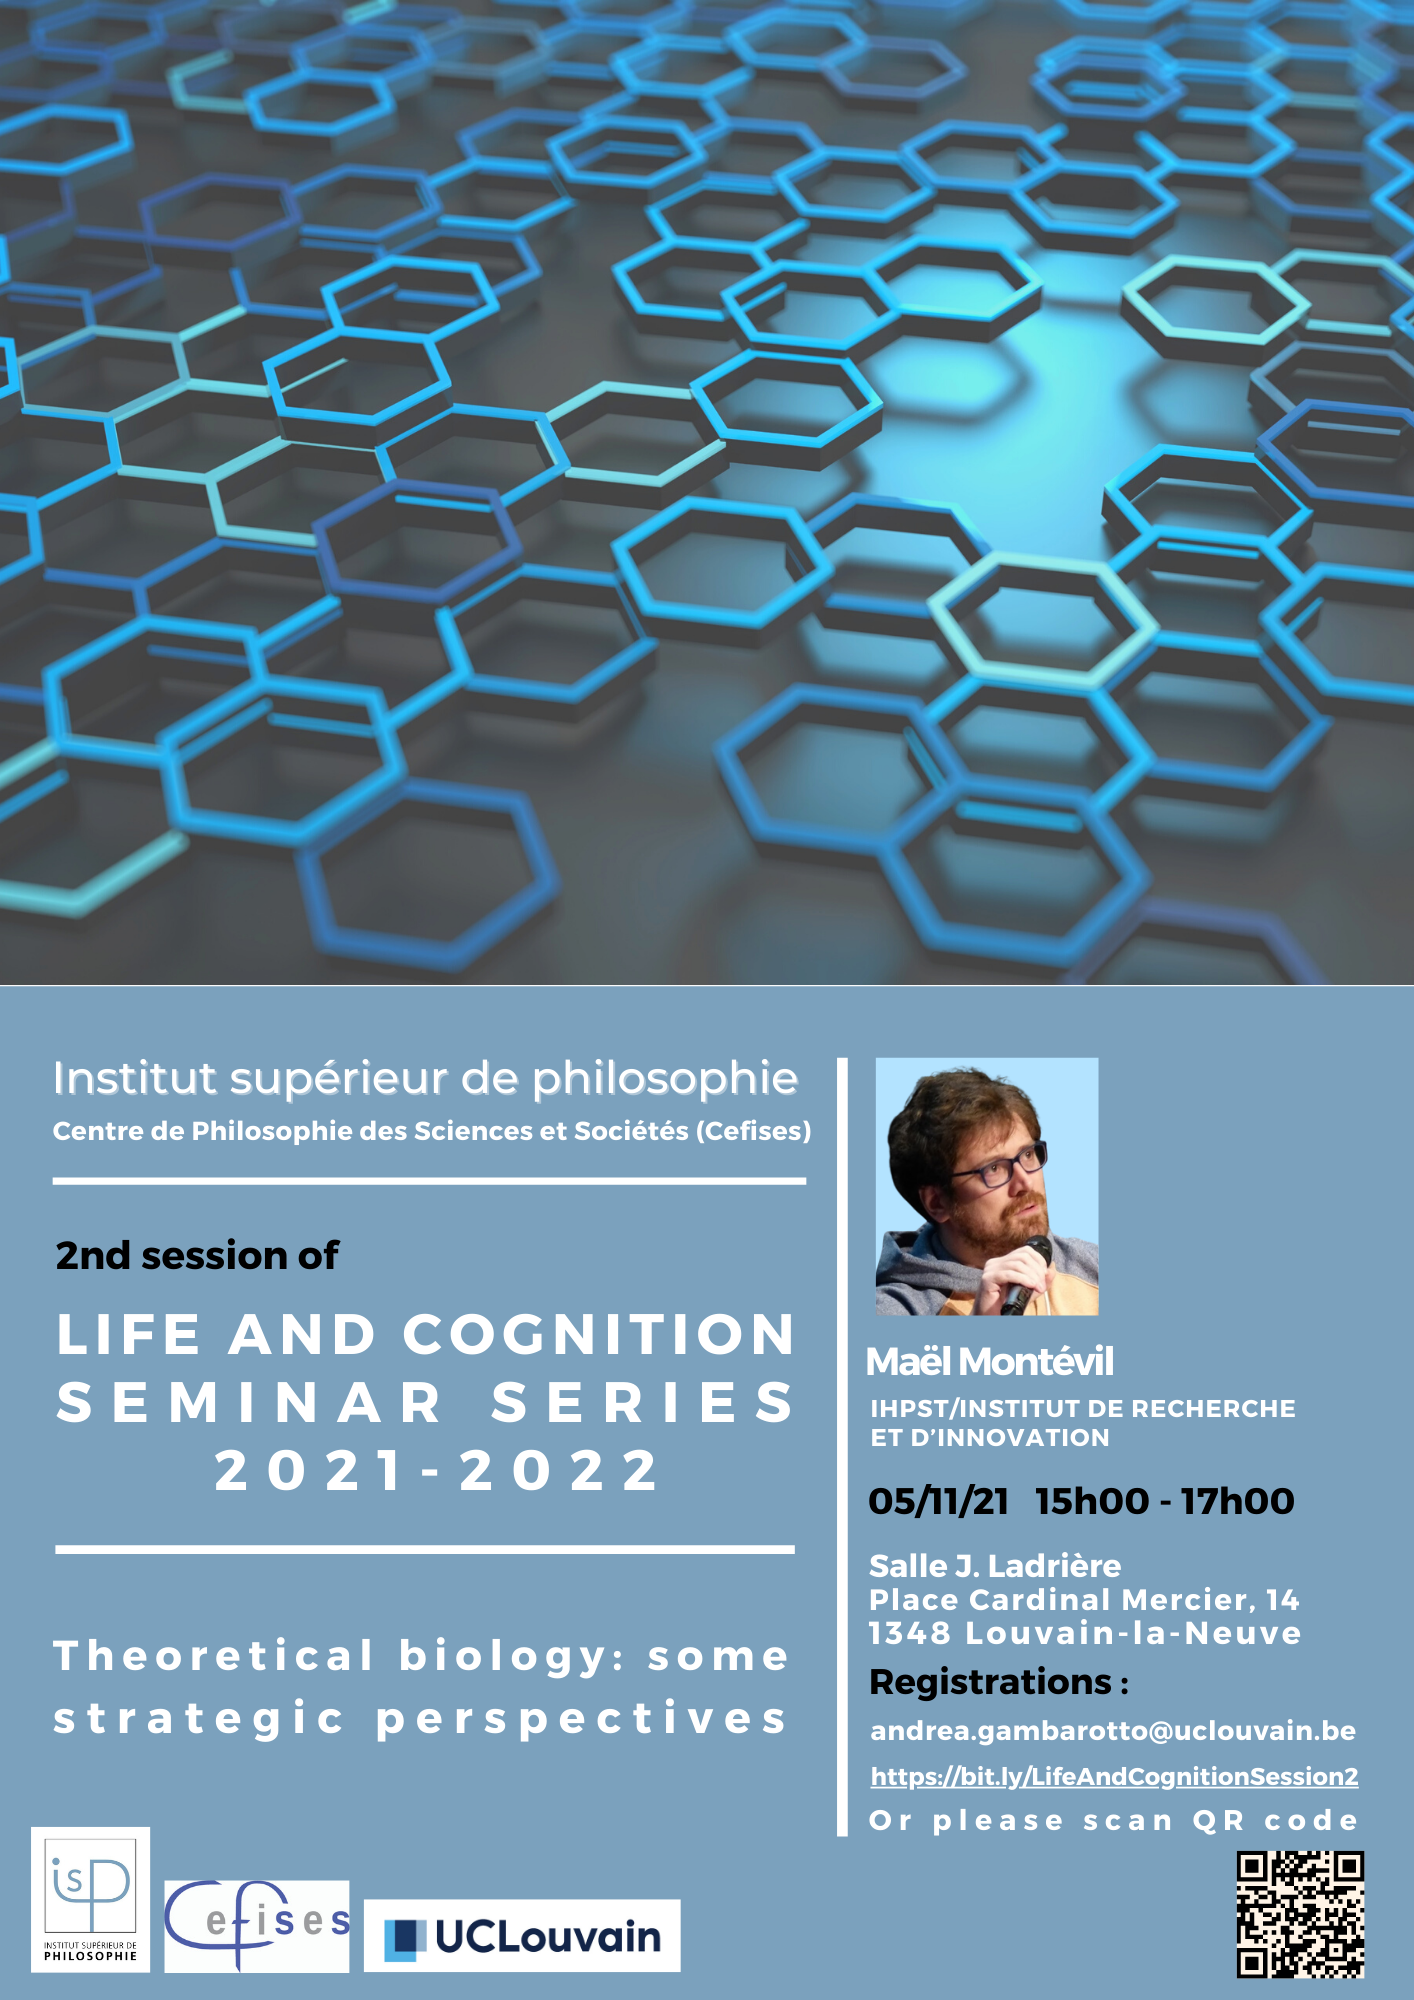 Institut supérieur de philosophie
Centre de Philosophie des Sciences et Sociétés (Cefises)
2nd session of
LIFE AND COGNITION
SEMINAR SERIES
2021-2022
Theoretical biology: some
strategic perspectives
Maël Montévil
IHPST/INSTITUT DE RECHERCHE
ET D'INNOVATION
05/11/21 15h00 - 17h00
Salle J. Ladrière
Place Cardinal Mercier, 14
1348 Louvain-la-Neuve
Registrations :
andrea.gambarotto@uclouvain.be
https://bit.ly/LifeAndCognitionSession2
Or please scan QR code
isp
INSTITUT SUPÉRIEUR DE
PHILOSOPHIE
Cefises
UCLouvain